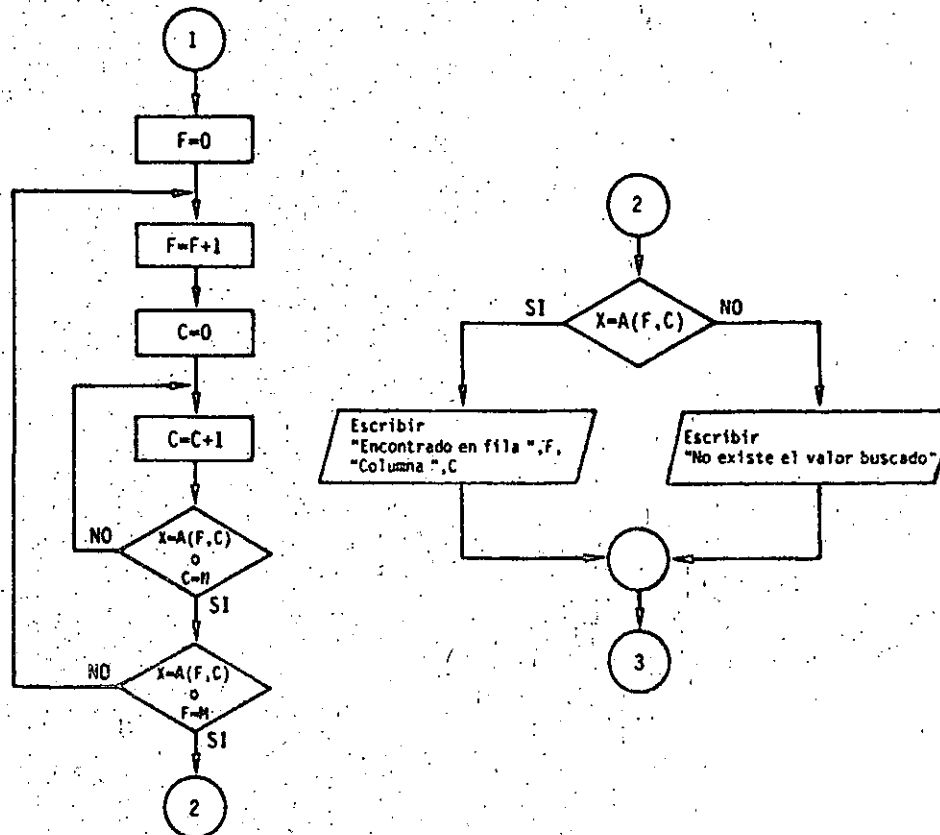 1
F=0
F=F+1
C=0
C=C+1
X=A(F,C)
o
C=N
NO
SI
X=A(F,C)
o
F=M
NO
SI
2
2
X=A(F,C)
SI
NO
Escribir
"Encontrado en fila ",F,
"Columna ",C
Escribir
"No existe el valor buscado"
3